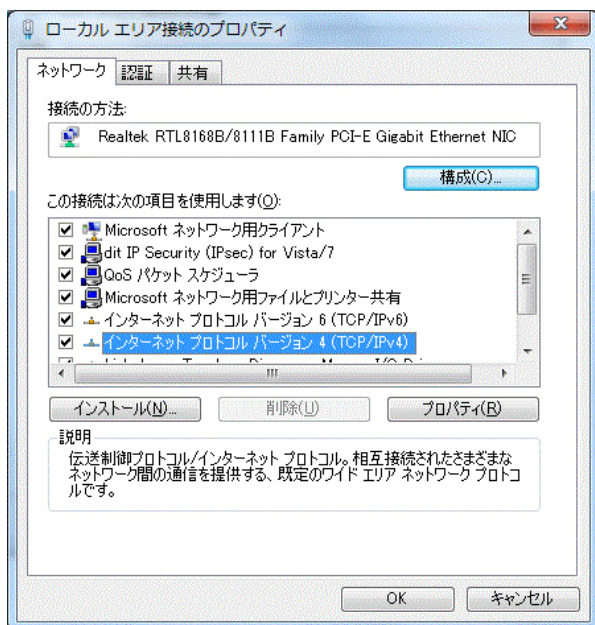 ローカル エリア接続のプロパティ
ネットワーク 認証 共有
接続の方法:
Realtek RTL8168B/8111B Family PCI-E Gigabit Ethernet NIC
構成(C)...
この接続は次の項目を使用します(O):
Microsoft ネットワーク用クライアント
dit IP Security (IPsec) for Vista/7
QoS パケット スケジューラ
Microsoft ネットワーク用ファイルとプリンター共有
インターネット プロトコル バージョン 6 (TCP/IPv6)
インターネット プロトコル バージョン 4 (TCP/IPv4)
インストール(N)... 削除(U) プロパティ(R)
説明
伝送制御プロトコル/インターネット プロトコル。相互接続されたさまざまな
ネットワーク間の通信を提供する、既定のワイド エリア ネットワーク プロトコ
ルです。
OK キャンセル